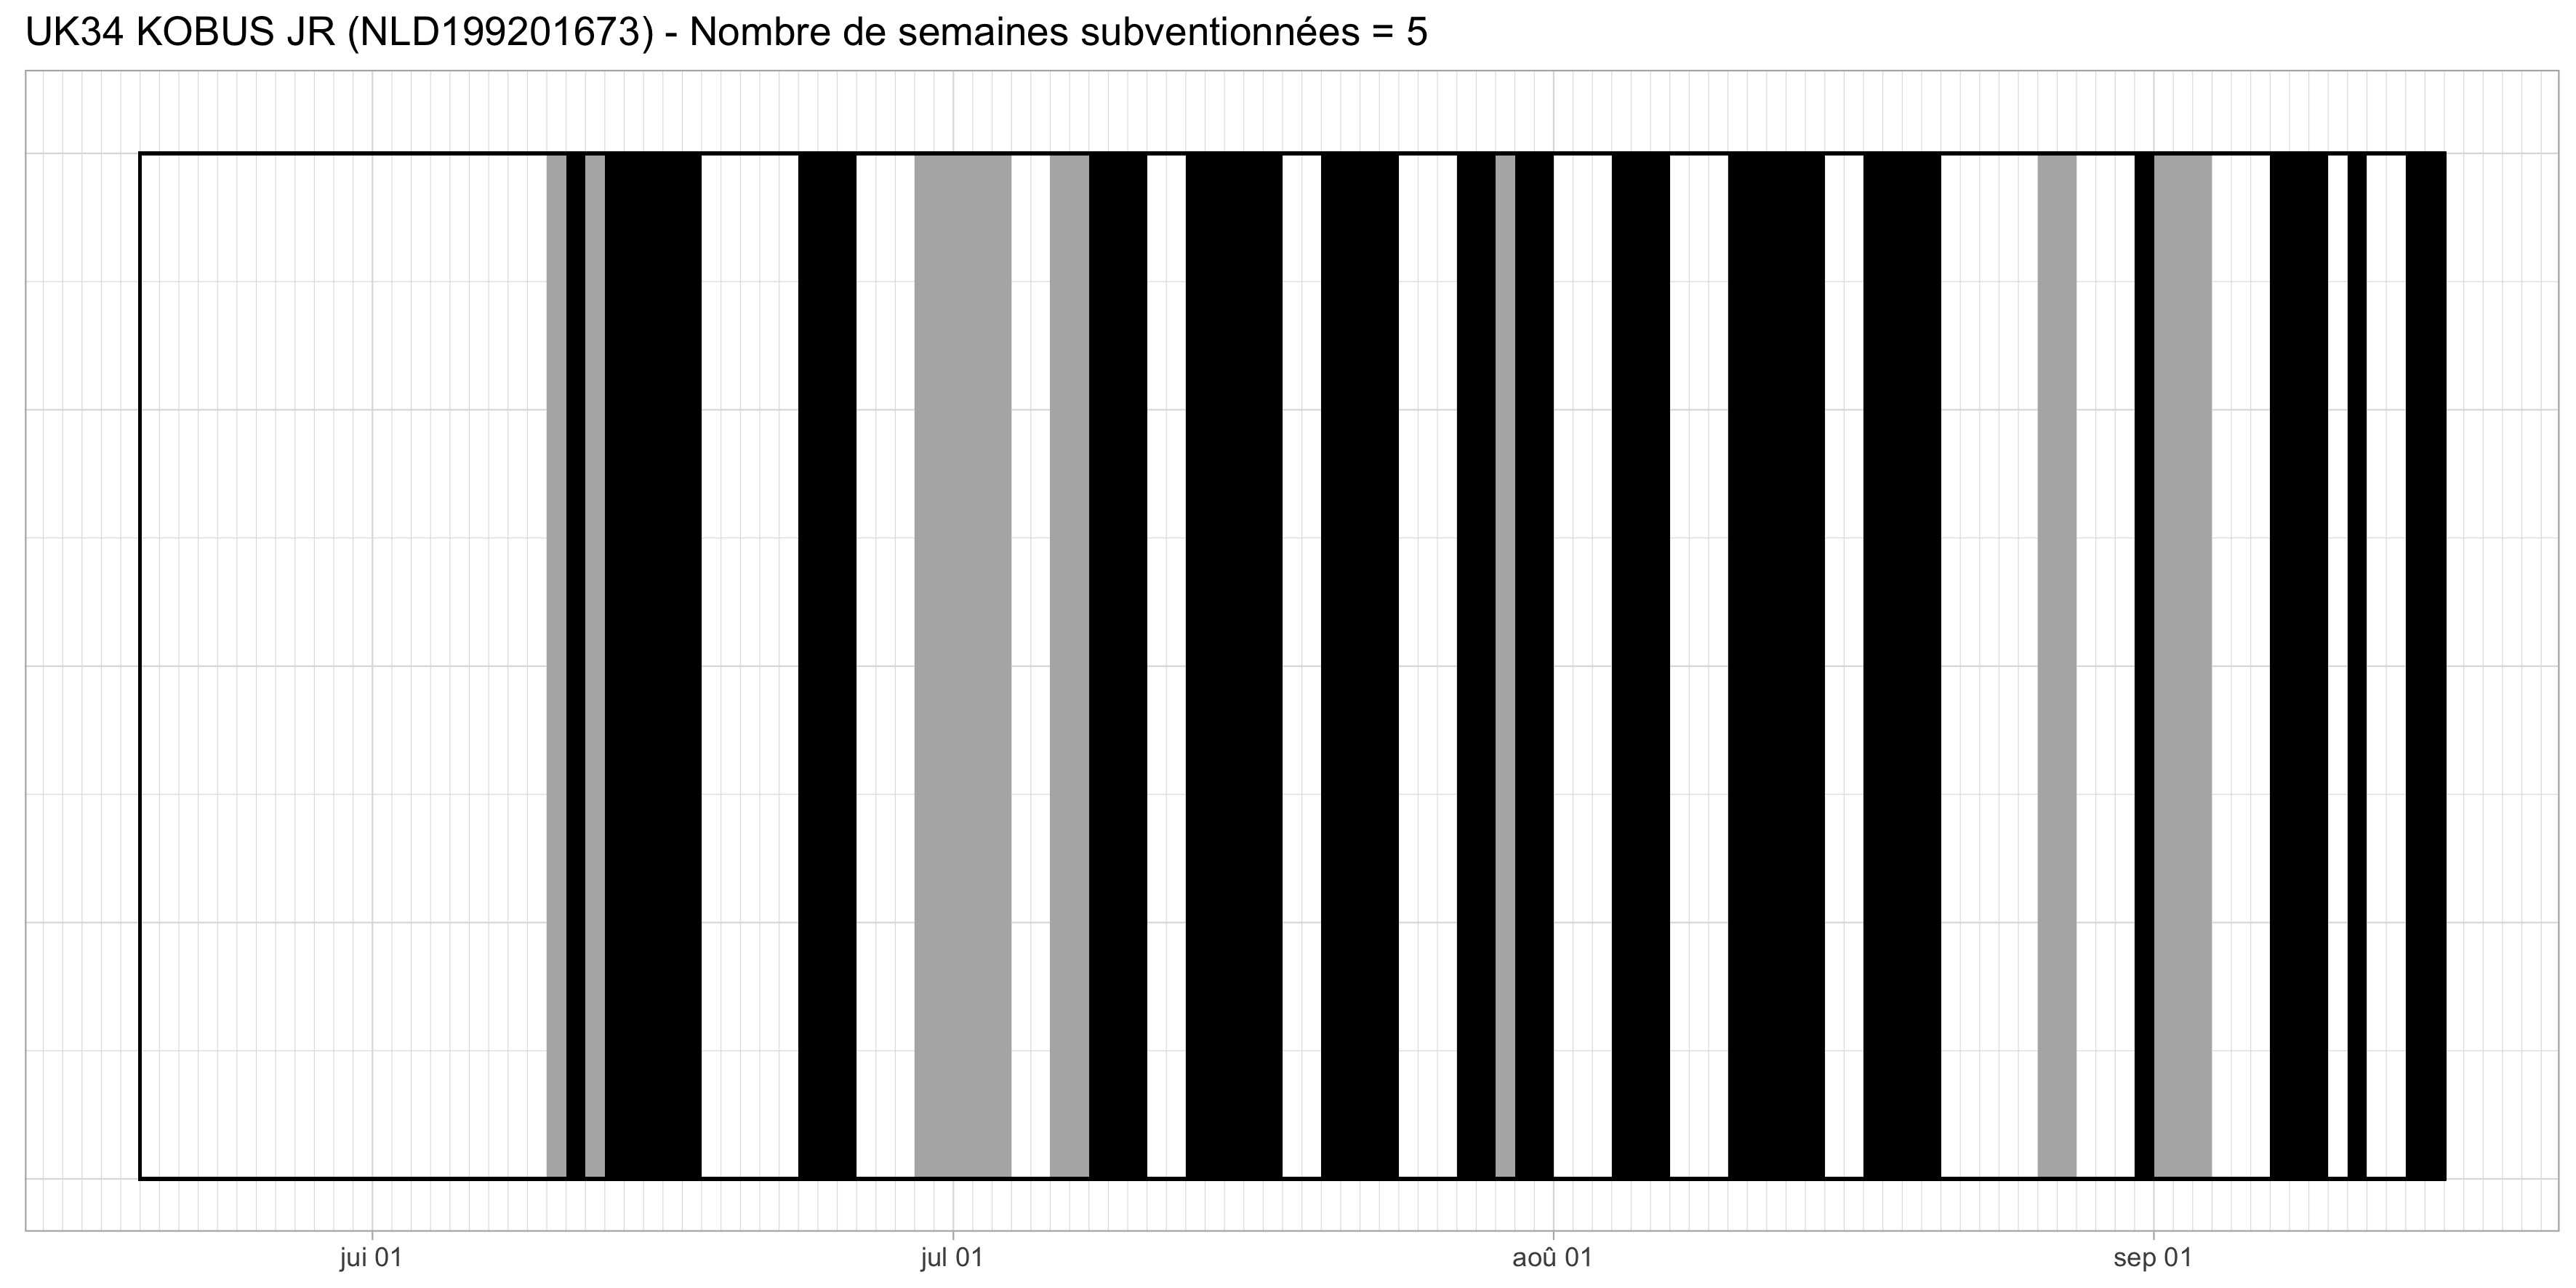 UK34 KOBUS JR (NLD199201673) - Nombre de semaines subventionnées = 5
jui 01
jul 01
aoû 01
sep 01